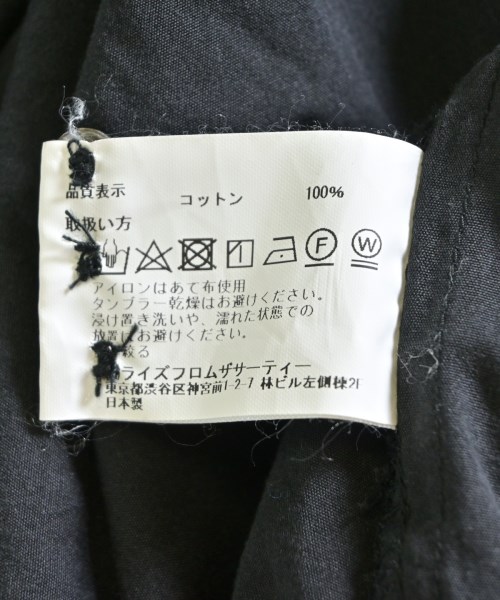 品質表示 コットン 100%
取扱い方
F W
アイロンはあて布使用
タンブラー乾燥はお避けください。
浸け置き洗いや、濡れた状態での
放置はお避けください。
絞る
ライズフロムザサーティー
東京都渋谷区神宮前1-2-7 林ビル左側棟2F
日本製